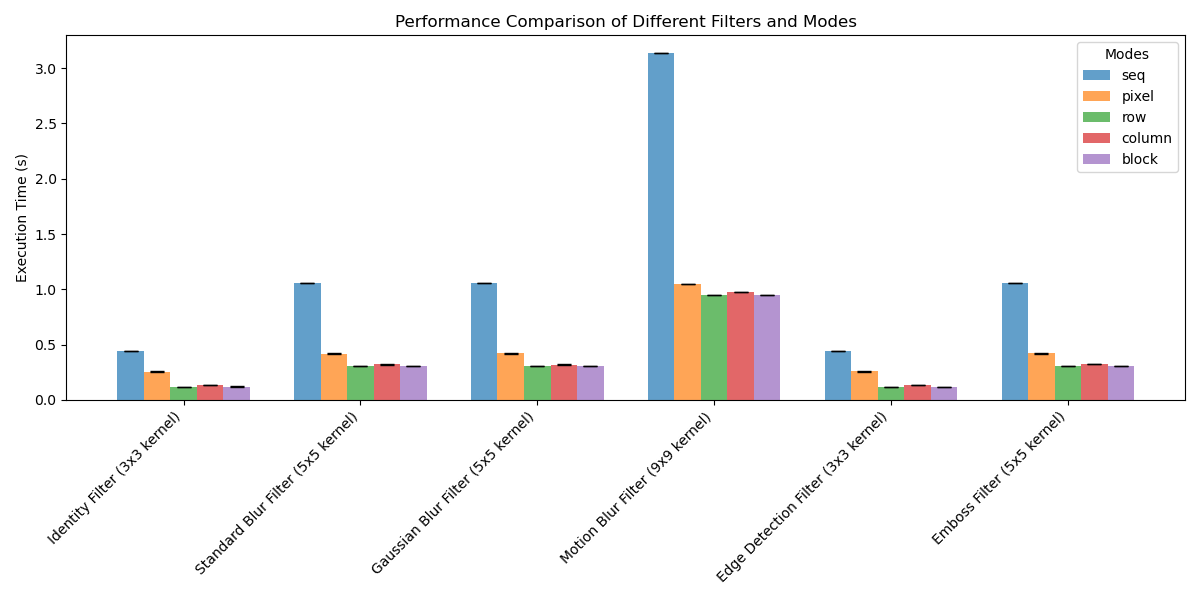 Performance Comparison of Different Filters and Modes
Execution Time (s)
3.0
2.5
2.0
1.5
1.0
0.5
0.0
Modes
seq
pixel
row
column
block
Identity Filter (3x3 kernel)
Standard Blur Filter (5x5 kernel)
Gaussian Blur Filter (5x5 kernel)
Motion Blur Filter (9x9 kernel)
Edge Detection Filter (3x3 kernel)
Emboss Filter (5x5 kernel)